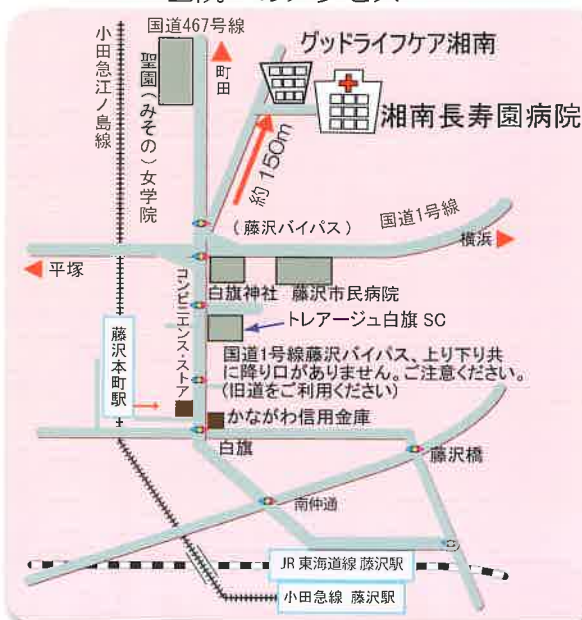 国道467号線
小田急江ノ島線
聖園(みその)女学院
町田
グッドライフケア湘南
湘南長寿園病院
約150m
(藤沢バイパス)
国道1号線
横浜
平塚
白旗神社
藤沢市民病院
コンビニエンス・ストア
トレアージュ白旗 SC
藤沢本町駅
国道1号線藤沢バイパス、上り下り共
に降り口がありません。ご注意ください。
(旧道をご利用ください)
かながわ信用金庫
白旗
藤沢橋
南仲通
JR 東海道線 藤沢駅
小田急線 藤沢駅